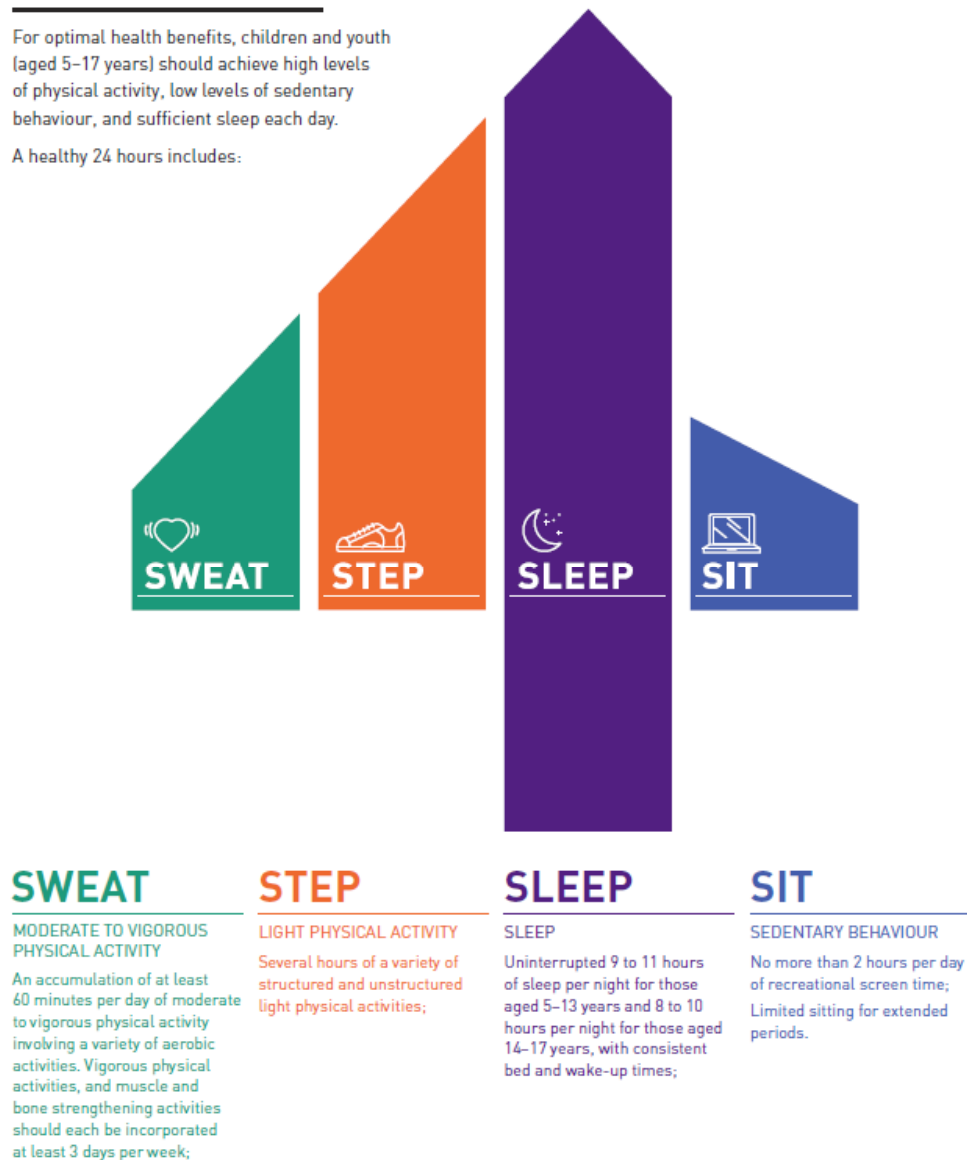 For optimal health benefits, children and youth
(aged 5–17 years) should achieve high levels
of physical activity, low levels of sedentary
behaviour, and sufficient sleep each day.
A healthy 24 hours includes:
SWEAT
STEP
SLEEP
SIT
SWEAT
MODERATE TO VIGOROUS
PHYSICAL ACTIVITY
An accumulation of at least
60 minutes per day of moderate
to vigorous physical activity
involving a variety of aerobic
activities. Vigorous physical
activities, and muscle and
bone strengthening activities
should each be incorporated
at least 3 days per week;
STEP
LIGHT PHYSICAL ACTIVITY
Several hours of a variety of
structured and unstructured
light physical activities;
SLEEP
SLEEP
Uninterrupted 9 to 11 hours
of sleep per night for those
aged 5–13 years and 8 to 10
hours per night for those aged
14–17 years, with consistent
bed and wake-up times;
SIT
SEDENTARY BEHAVIOUR
No more than 2 hours per day
of recreational screen time;
Limited sitting for extended
periods.